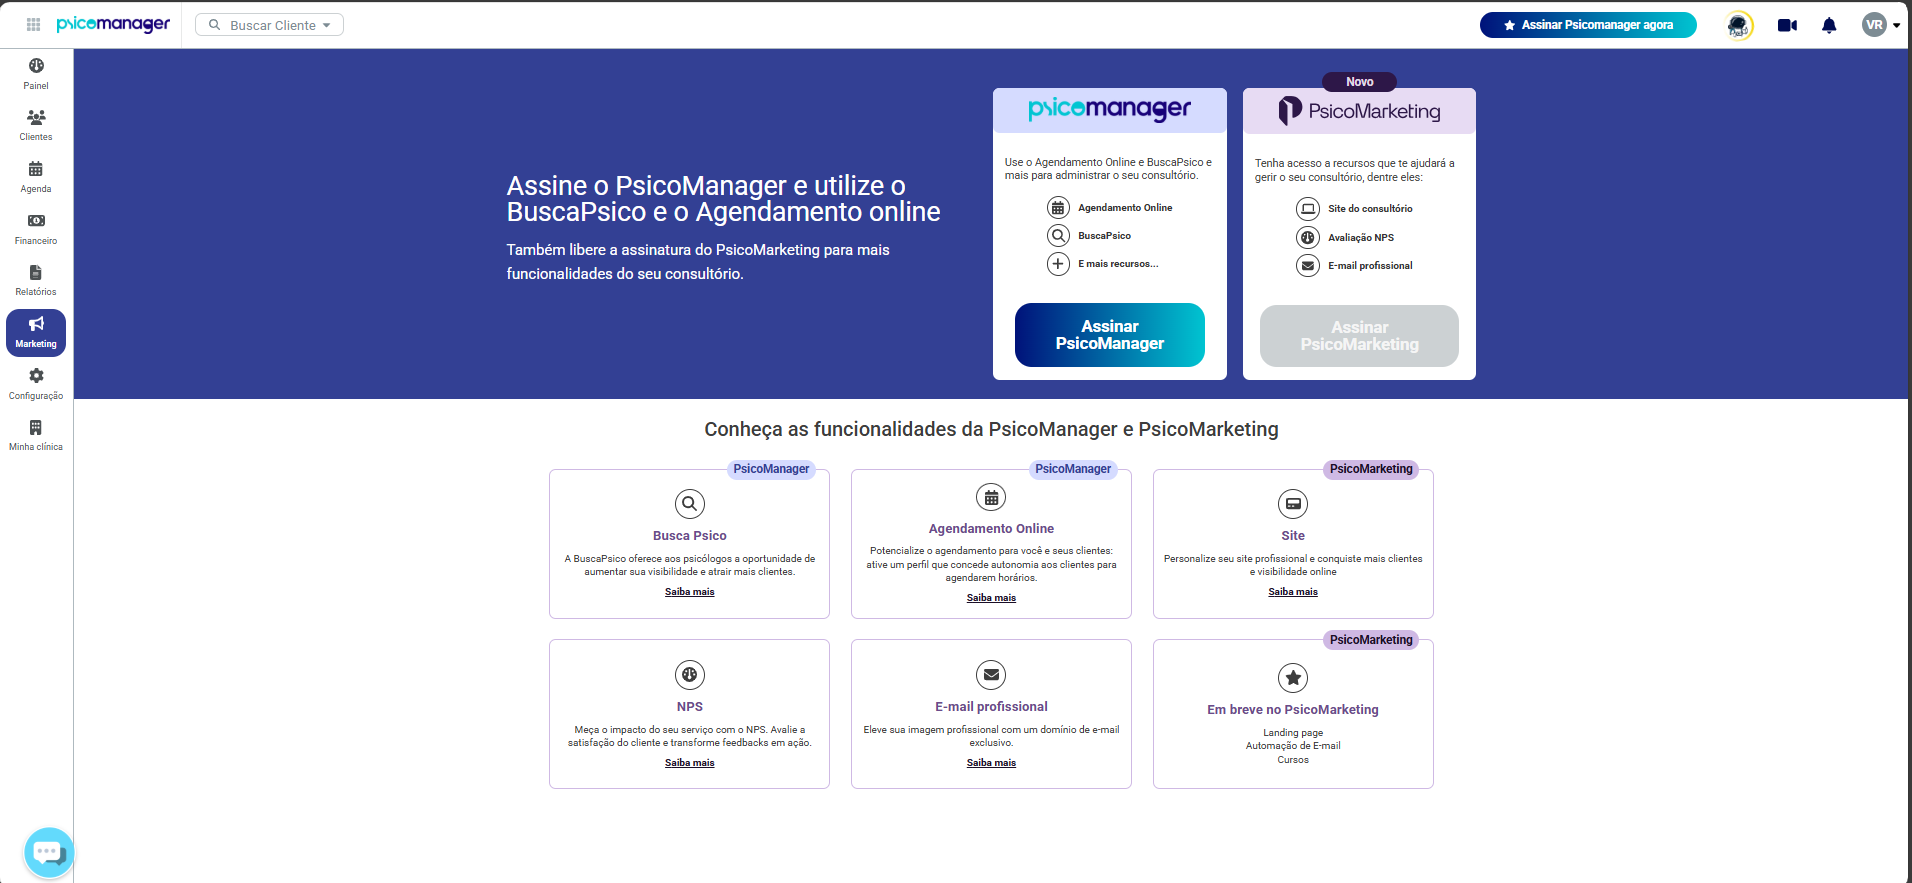 psicomanager
Buscar Cliente
Assinar Psicomanager agora
VR
Painel
Clientes
Agenda
Financeiro
Relatórios
Marketing
Configuração
Minha clínica
Assine o PsicoManager e utilize o
BuscaPsico e o Agendamento online
Também libere a assinatura do PsicoMarketing para mais
funcionalidades do seu consultório.
psicomanager
Use o Agendamento Online e BuscaPsico e
mais para administrar o seu consultório.
Agendamento Online
BuscaPsico
E mais recursos...
Assinar
PsicoManager
Novo
PsicoMarketing
Tenha acesso a recursos que te ajudará a
gerir o seu consultório, dentre eles:
Site do consultório
Avaliação NPS
E-mail profissional
Assinar
PsicoMarketing
Conheça as funcionalidades da PsicoManager e PsicoMarketing
PsicoManager
Busca Psico
A BuscaPsico oferece aos psicólogos a oportunidade de
aumentar sua visibilidade e atrair mais clientes.
Saiba mais
PsicoManager
Agendamento Online
Potencialize o agendamento para você e seus clientes:
ative um perfil que concede autonomia aos clientes para
agendarem horários.
Saiba mais
PsicoMarketing
Site
Personalize seu site profissional e conquiste mais clientes
e visibilidade online
Saiba mais
NPS
Meça o impacto do seu serviço com o NPS. Avalie a
satisfação do cliente e transforme feedbacks em ação.
Saiba mais
E-mail profissional
Eleve sua imagem profissional com um domínio de e-mail
exclusivo.
Saiba mais
PsicoMarketing
Em breve no PsicoMarketing
Landing page
Automação de E-mail
Cursos